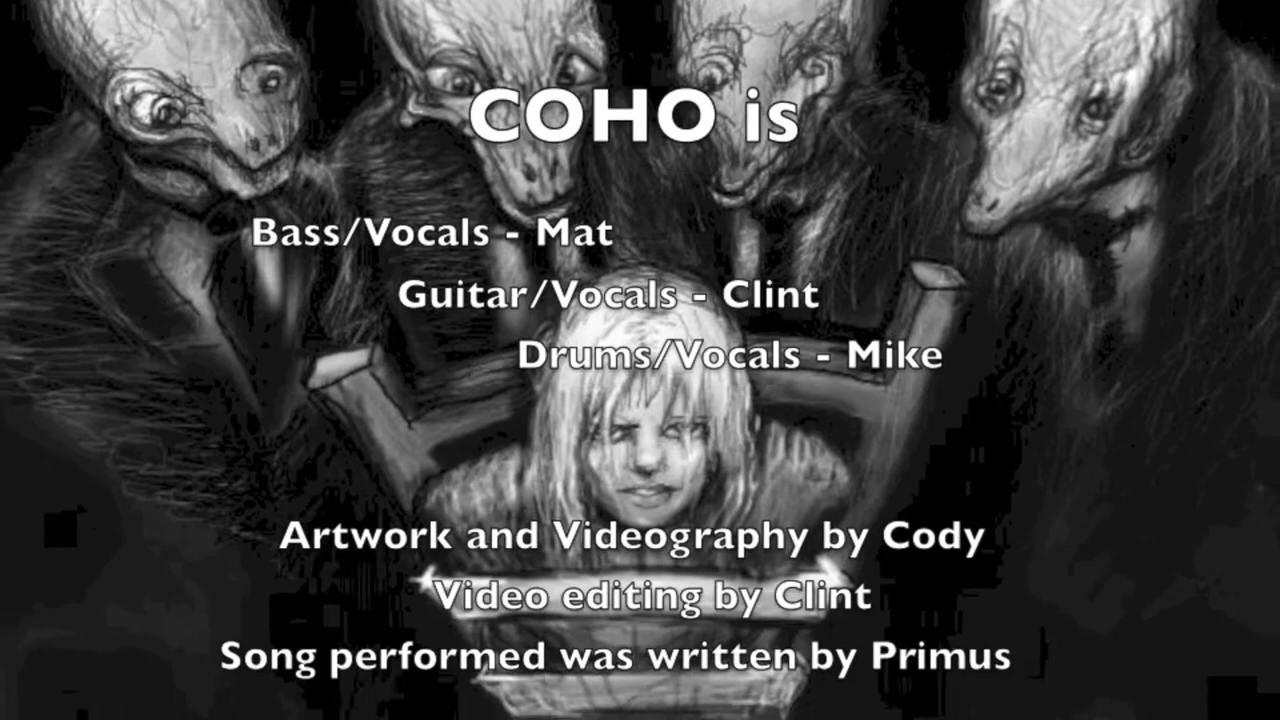 COHO is
Bass/Vocals - Mat
Guitar/Vocals - Clint
Drums/Vocals - Mike
Artwork and Videography by Cody
Video editing by Clint
Song performed was written by Primus